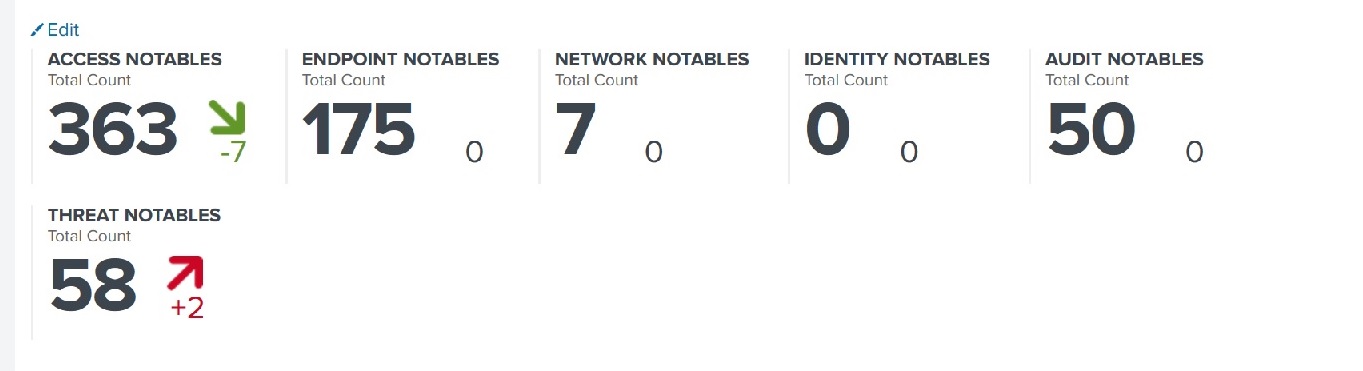 Edit
ACCESS NOTABLES ENDPOINT NOTABLES NETWORK NOTABLES IDENTITY NOTABLES AUDIT NOTABLES
Total Count Total Count Total Count Total Count Total Count
363 -7 175 0 7 0 0 0 50 0
THREAT NOTABLES
Total Count
58 +2